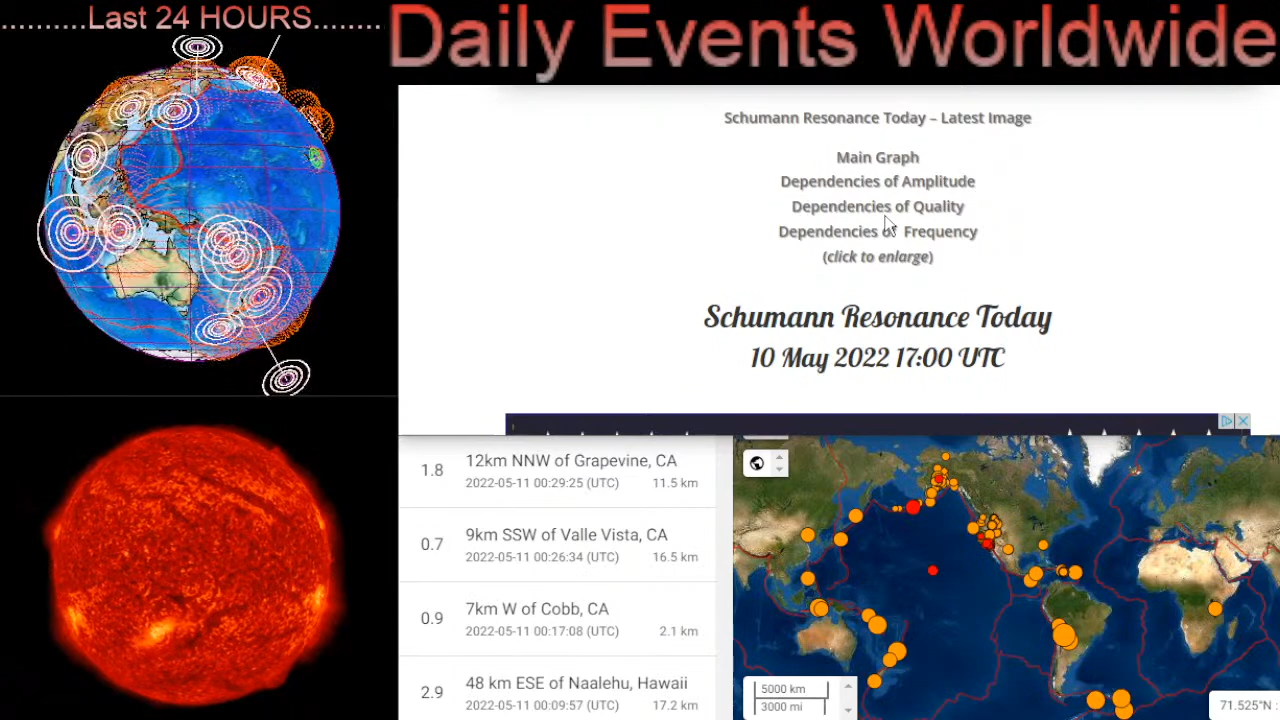 ..........Last 24 HOURS........
Daily Events Worldwide
Schumann Resonance Today – Latest Image
Main Graph
Dependencies of Amplitude
Dependencies of Quality
Dependencies of Frequency
(click to enlarge)
Schumann Resonance Today
10 May 2022 17:00 UTC
1.8
12km NNW of Grapevine, CA
2022-05-11 00:29:25 (UTC)
11.5 km
0.7
9km SSW of Valle Vista, CA
2022-05-11 00:26:34 (UTC)
16.5 km
0.9
7km W of Cobb, CA
2022-05-11 00:17:08 (UTC)
2.1 km
2.9
48 km ESE of Naalehu, Hawaii
2022-05-11 00:09:57 (UTC)
17.2 km
5000 km
3000 mi
71.525°N